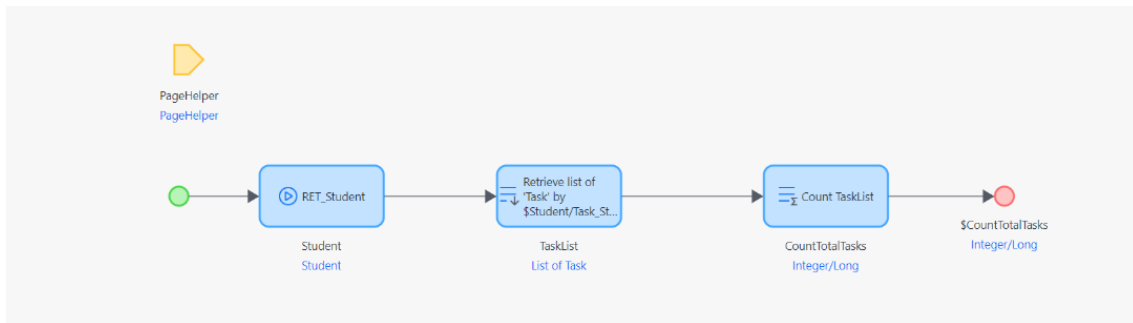 PageHelper
PageHelper
RET_Student
Student
Student
Retrieve list of
'Task' by
$Student/Task_St...
TaskList
List of Task
Count TaskList
CountTotalTasks
Integer/Long
$CountTotalTasks
Integer/Long